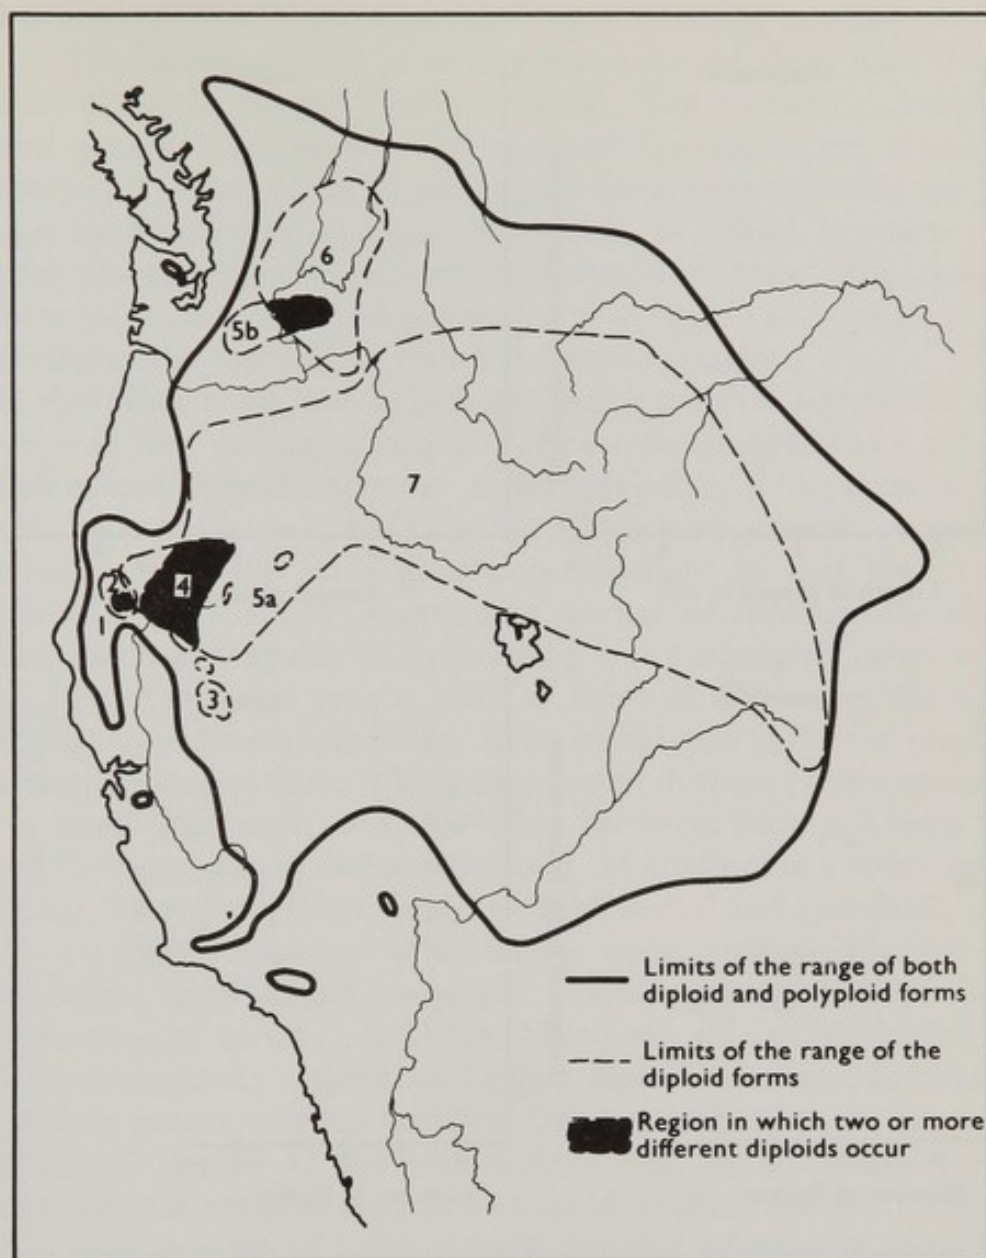 6
5b
7
2
4
5a
3
Limits of the range of both
diploid and polyploid forms
Limits of the range of the
diploid forms
Region in which two or more
different diploids occur